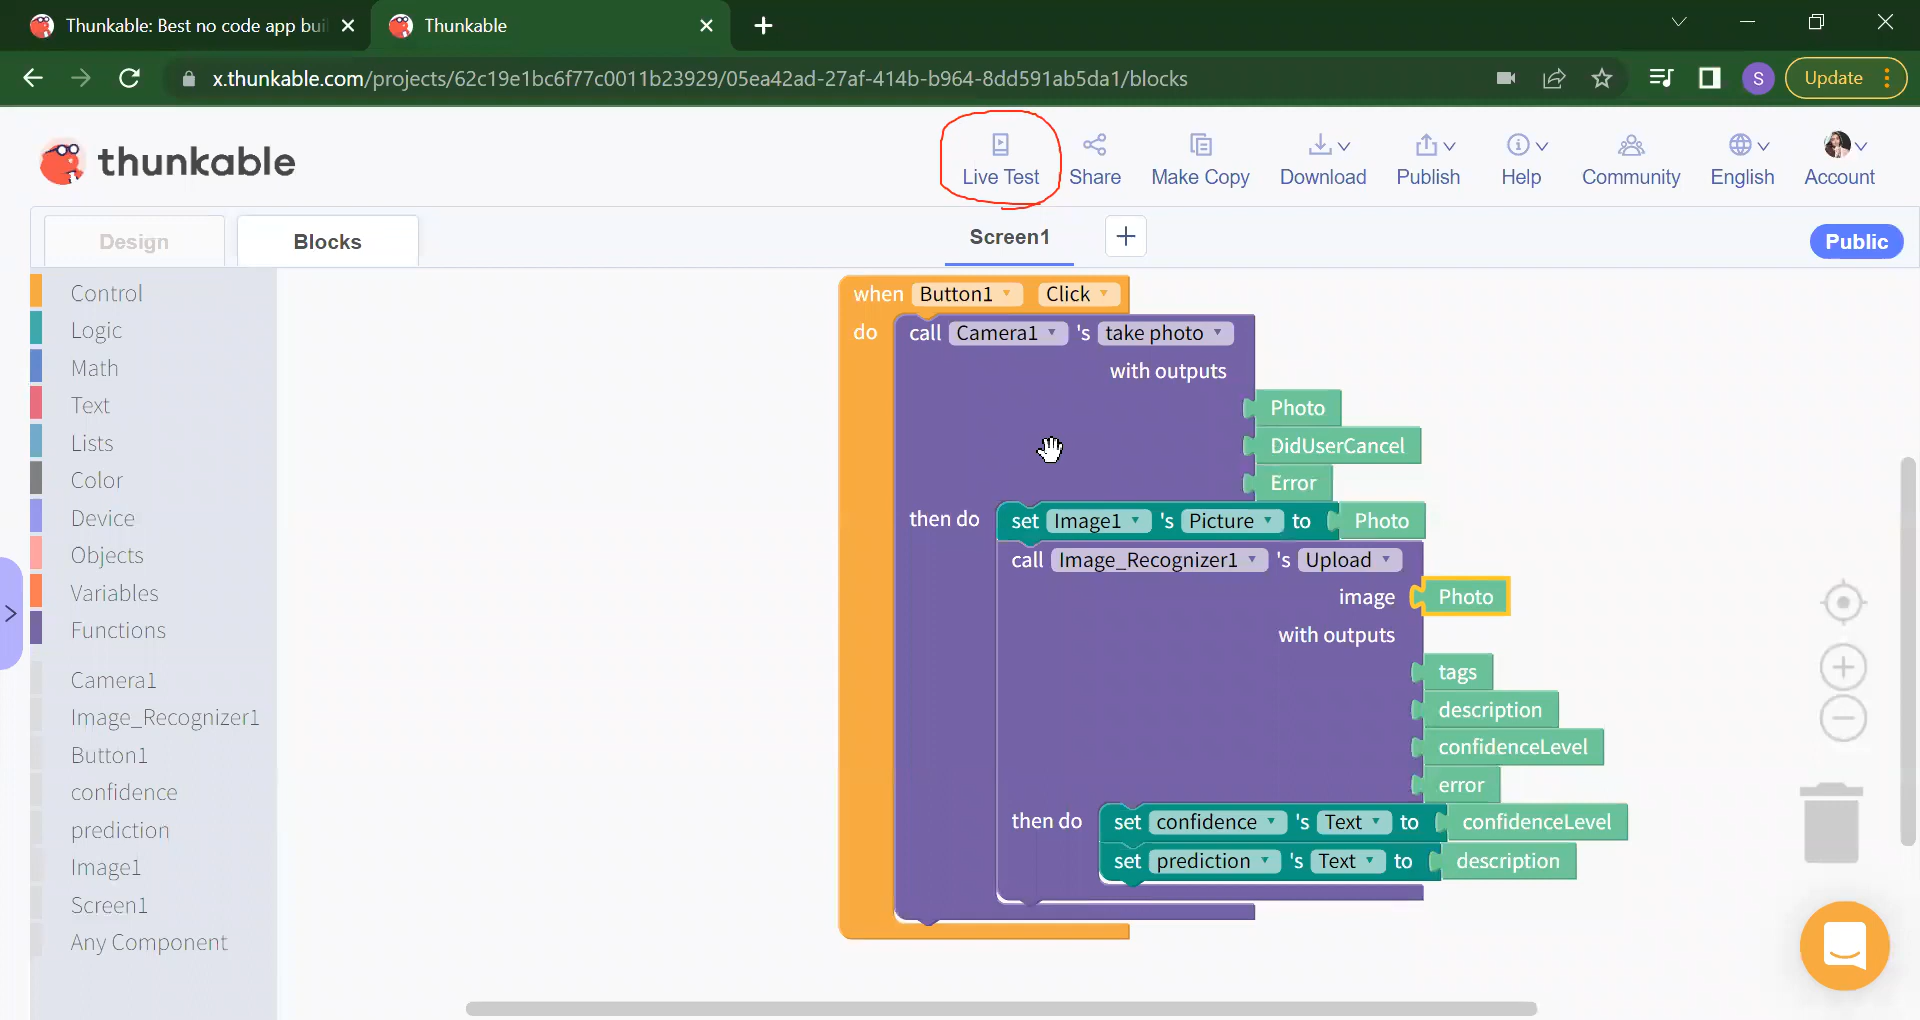 Thunkable: Best no code app bui
Thunkable
x.thunkable.com/projects/62c19e1bc6f77c0011b23929/05ea42ad-27af-414b-b964-8dd591ab5da1/blocks
S
Update
thunkable
Live Test
Share
Make Copy
Download
Publish
Help
Community
English
Account
Design
Blocks
Screen1
Public
Control
Logic
Math
Text
Lists
Color
Device
Objects
Variables
Functions
Camera1
Image_Recognizer1
Button1
confidence
prediction
Image1
Screen1
Any Component
when Button1 Click
do call Camera1 's take photo
with outputs
Photo
DidUserCancel
Error
then do set Image1 's Picture to Photo
call Image_Recognizer1 's Upload
image Photo
with outputs
tags
description
confidenceLevel
error
then do set confidence 's Text to confidenceLevel
set prediction 's Text to description